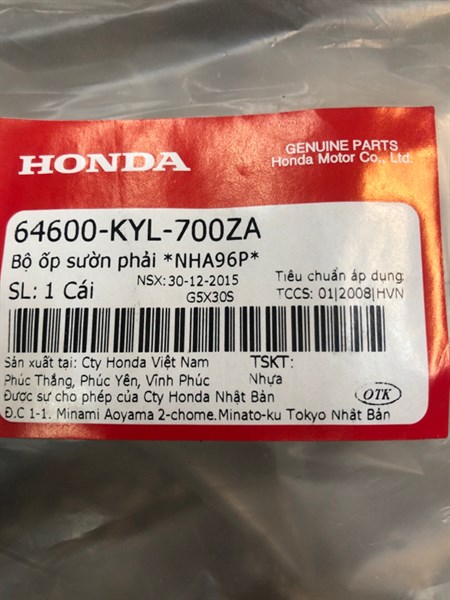 HONDA
GENUINE PARTS
Honda Motor Co., Ltd.
64600-KYL-700ZA
Bộ ốp sườn phải *NHA96P*
SL: 1 Cái
NSX: 30-12-2015
G5X30S
Tiêu chuẩn áp dụng
TCCS: 01|2008|HVN
Sản xuất tại: Cty Honda Việt Nam
Phúc Thắng, Phúc Yên, Vĩnh Phúc
TSKT:
Nhựa
Được sự cho phép của Cty Honda Nhật Bản
Đ.C 1-1. Minami Aoyama 2-chome.Minato-ku Tokyo Nhật Bản
OTK